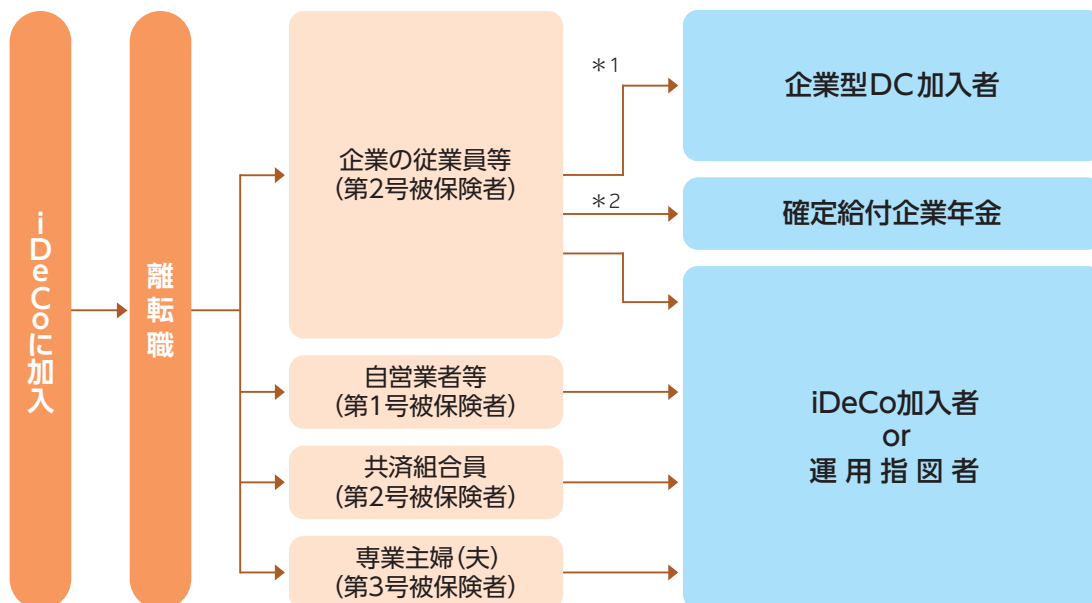 iDeCoに加入
離転職
企業の従業員等
(第2号被保険者)
*1
企業型DC加入者
*2
確定給付企業年金
自営業者等
(第1号被保険者)
共済組合員
(第2号被保険者)
専業主婦(夫)
(第3号被保険者)
iDeCo加入者
or
運用指図者